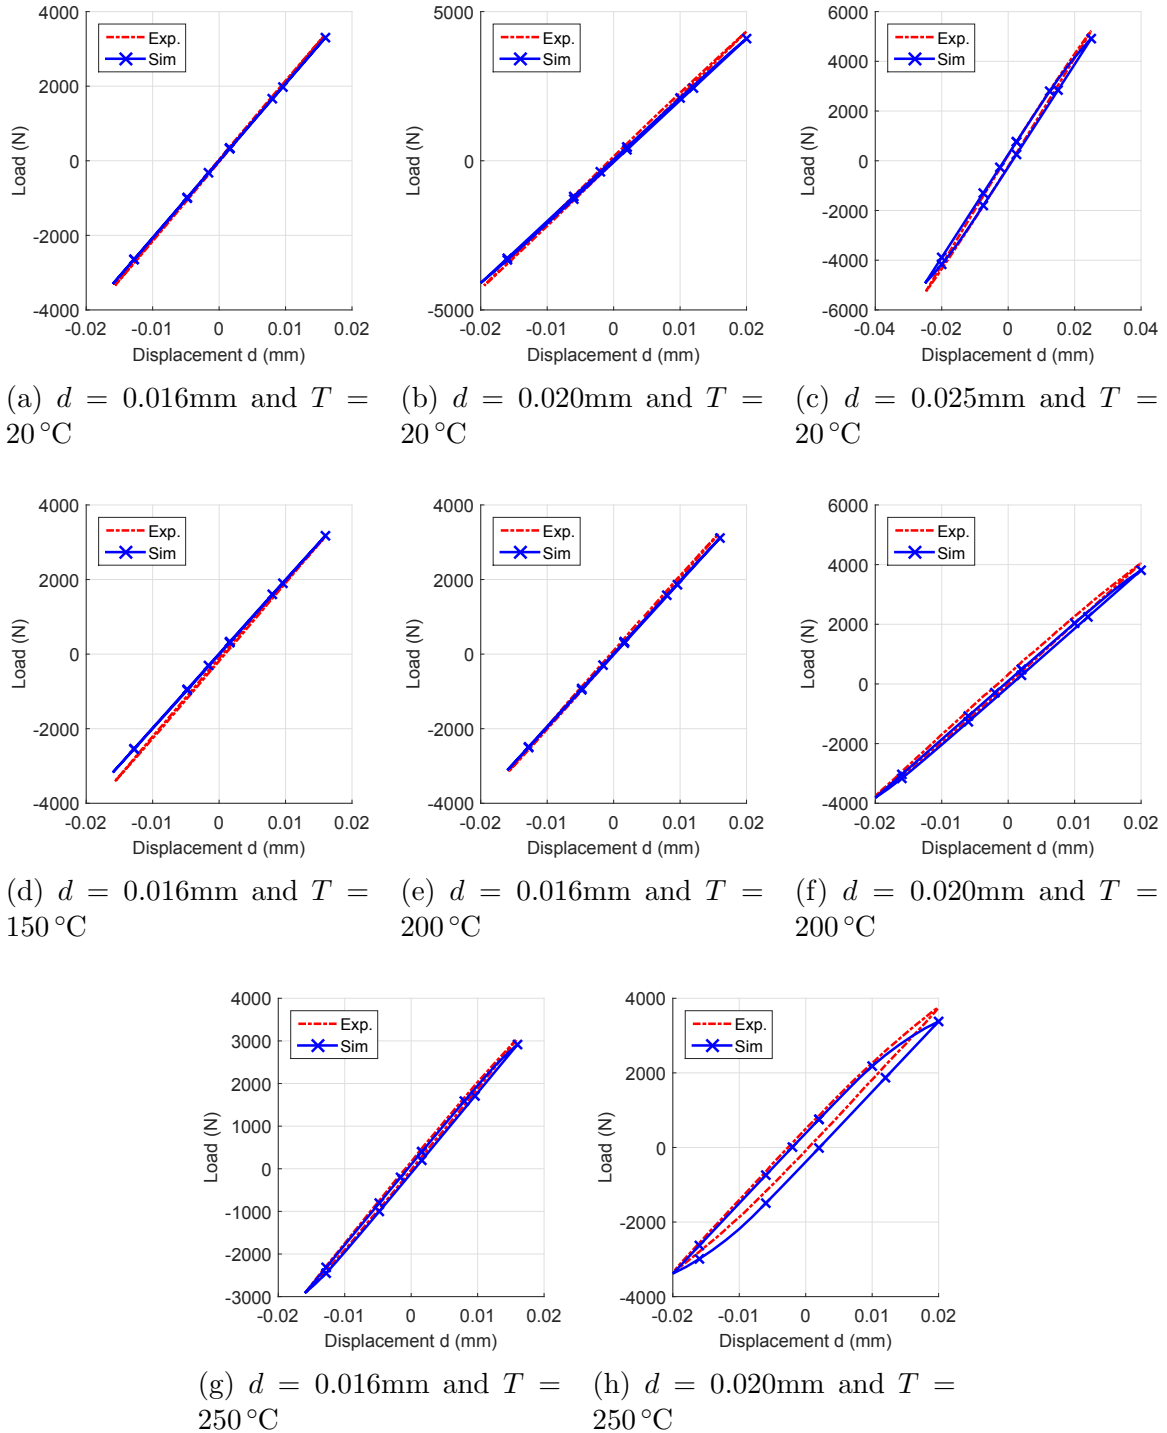 4000
2000
0
-2000
-4000
Load (N)
Exp.
Sim
-0.02 -0.01 0 0.01 0.02
Displacement d (mm)
5000
0
-5000
Load (N)
Exp.
Sim
-0.02 -0.01 0 0.01 0.02
Displacement d (mm)
6000
4000
2000
0
-2000
-4000
-6000
Load (N)
Exp.
Sim
-0.04 -0.02 0 0.02 0.04
Displacement d (mm)
(a) d = 0.016mm and T =
20 °C
(b) d = 0.020mm and T =
20 °C
(c) d = 0.025mm and T =
20 °C
4000
2000
0
-2000
-4000
Load (N)
Exp.
Sim
-0.02 -0.01 0 0.01 0.02
Displacement d (mm)
4000
2000
0
-2000
-4000
Load (N)
Exp.
Sim
-0.02 -0.01 0 0.01 0.02
Displacement d (mm)
6000
4000
2000
0
-2000
-4000
Load (N)
Exp.
Sim
-0.02 -0.01 0 0.01 0.02
Displacement d (mm)
(d) d = 0.016mm and T =
150 °C
(e) d = 0.016mm and T =
200 °C
(f) d = 0.020mm and T =
200 °C
4000
3000
2000
1000
0
-1000
-2000
-3000
Load (N)
Exp.
Sim
-0.02 -0.01 0 0.01 0.02
Displacement d (mm)
4000
2000
0
-2000
-4000
Load (N)
Exp.
Sim
-0.02 -0.01 0 0.01 0.02
Displacement d (mm)
(g) d = 0.016mm and T =
250 °C
(h) d = 0.020mm and T =
250 °C